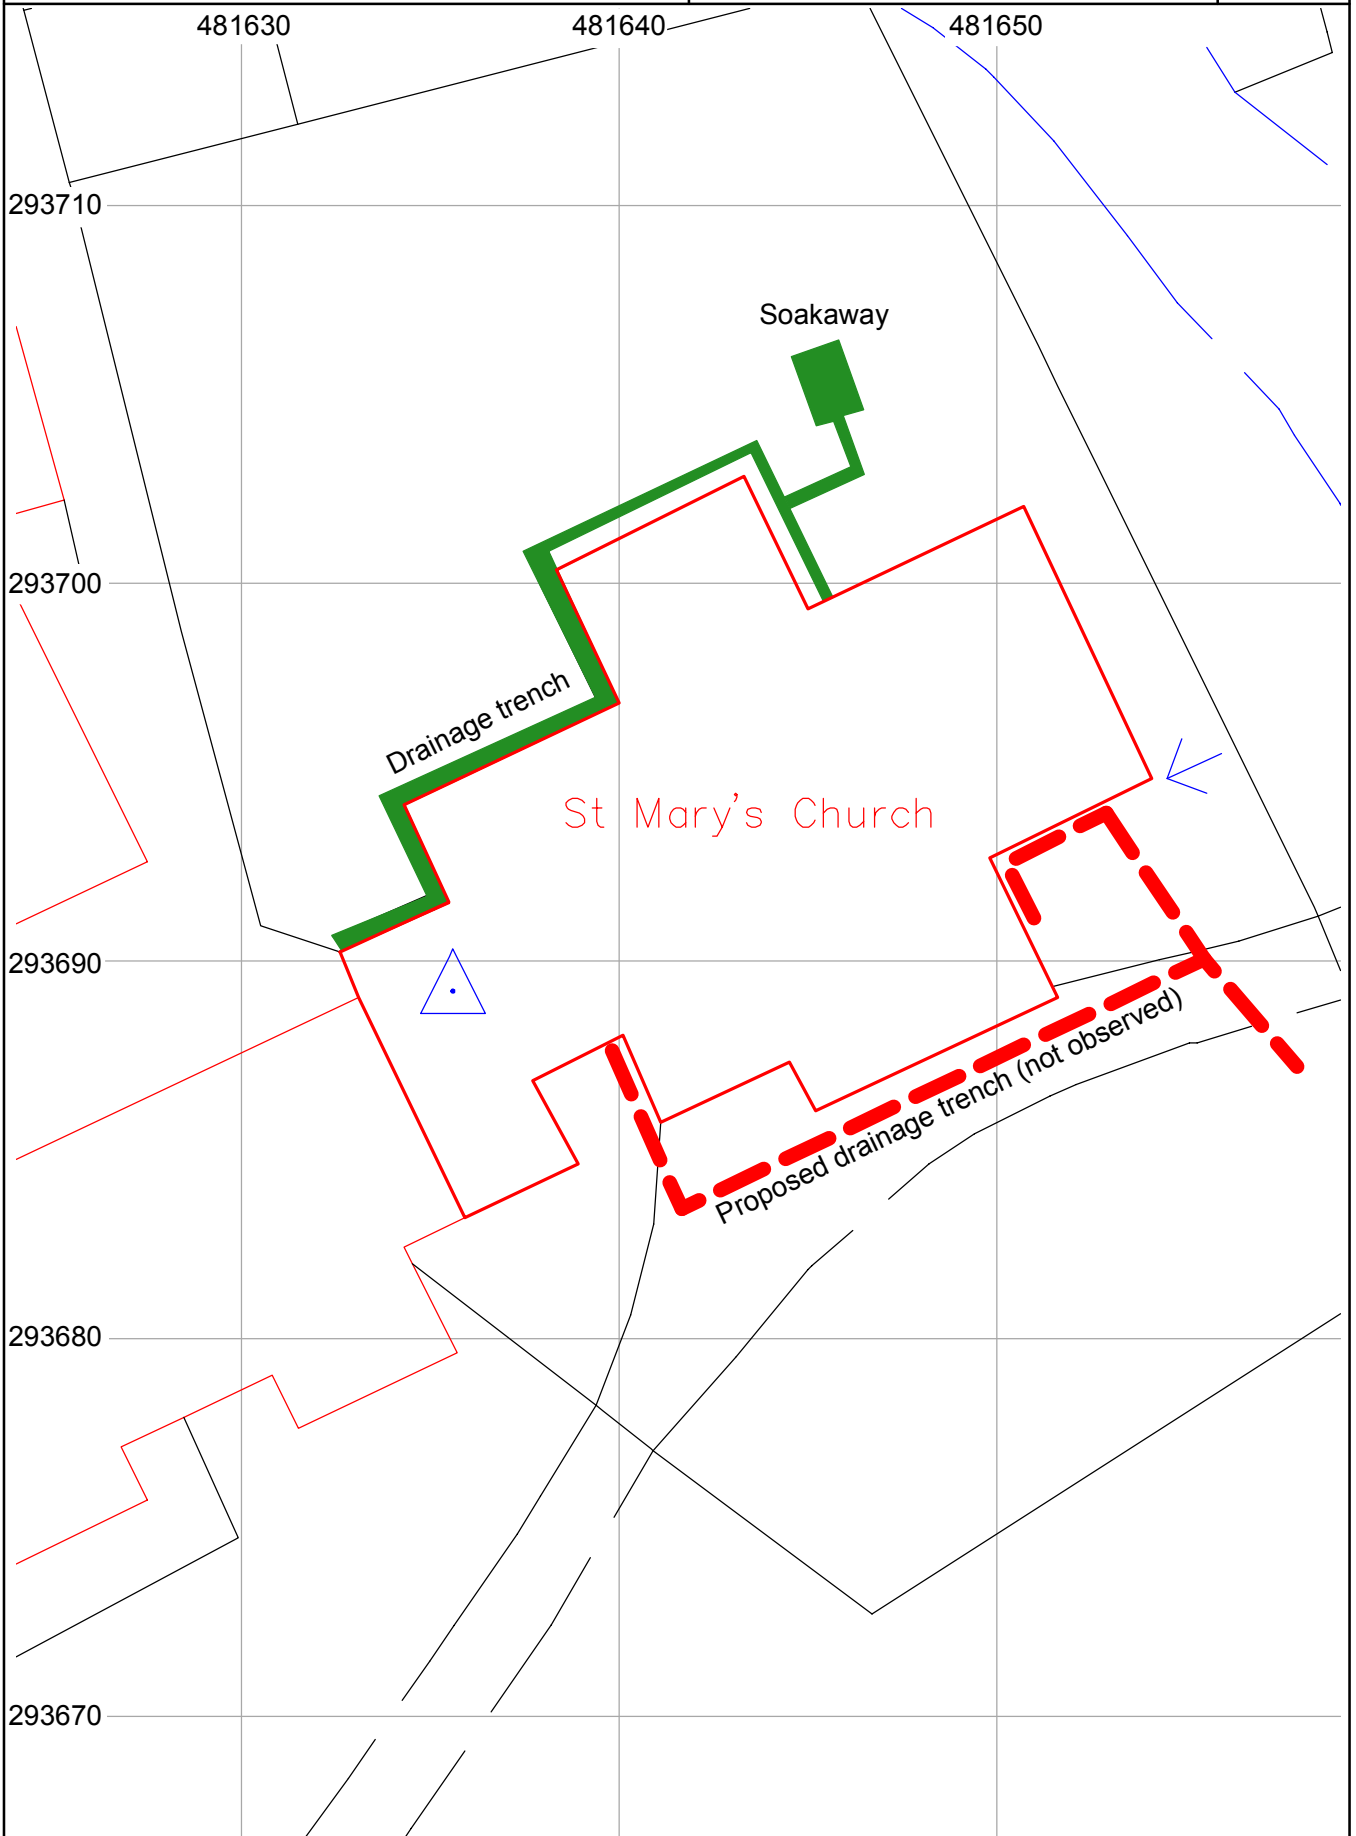 481630 481640 481650
293710
Soakaway
293700
Drainage trench
St Mary's Church
293690
Proposed drainage trench (not observed)
293680
293670